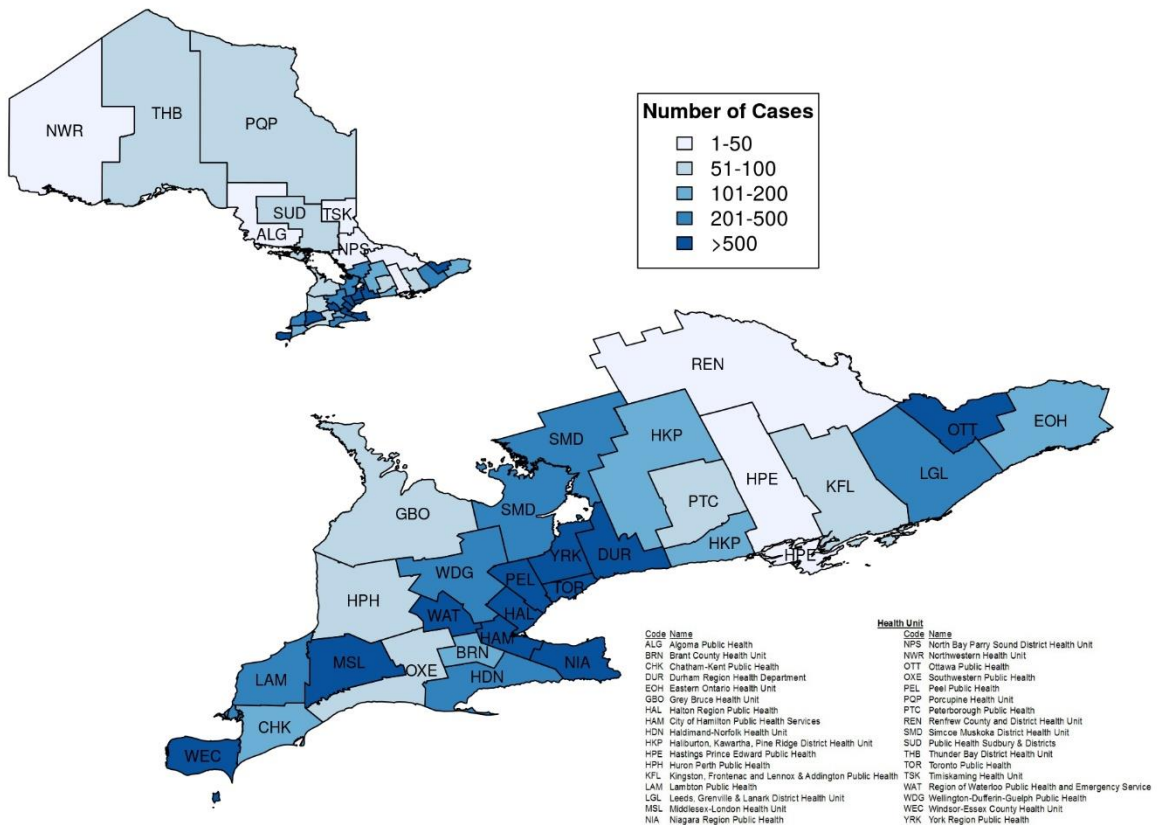 NWR
THB
PQP
SUD
TSK
ALG
NPS
Number of Cases
1-50
51-100
101-200
201-500
>500
REN
SMD
HKP
OTT
EOH
HPE
KFL
LGL
GBO
SMD
PTC
HKP
HPE
YRK
DUR
WDG
PEL
TOR
HPH
WAT
HAL
HAM
MSL
OXE
BRN
NIA
LAM
HDN
CHK
WEC
Health Unit
Code Name
ALG Algoma Public Health
BRN Brant County Health Unit
CHK Chatham-Kent Public Health
DUR Durham Region Health Department
EOH Eastern Ontario Health Unit
GBO Grey Bruce Health Unit
HAL Halton Region Public Health
HAM City of Hamilton Public Health Services
HDN Haldimand-Norfolk Health Unit
HKP Haliburton, Kawartha, Pine Ridge District Health Unit
HPE Hastings Prince Edward Public Health
HPH Huron Perth Public Health
KFL Kingston, Frontenac and Lennox & Addington Public Health
LAM Lambton Public Health
LGL Leeds, Grenville & Lanark District Health Unit
MSL Middlesex-London Health Unit
NIA Niagara Region Public Health
Code Name
NPS North Bay Parry Sound District Health Unit
NWR Northwestern Health Unit
OTT Ottawa Public Health
OXE Southwestern Public Health
PEL Peel Public Health
PQP Porcupine Health Unit
PTC Peterborough Public Health
REN Renfrew County and District Health Unit
SMD Simcoe Muskoka District Health Unit
SUD Public Health Sudbury & Districts
THB Thunder Bay District Health Unit
TOR Toronto Public Health
TSK Timiskaming Health Unit
WAT Region of Waterloo Public Health and Emergency Service
WDG Wellington-Dufferin-Guelph Public Health
WEC Windsor-Essex County Health Unit
YRK York Region Public Health